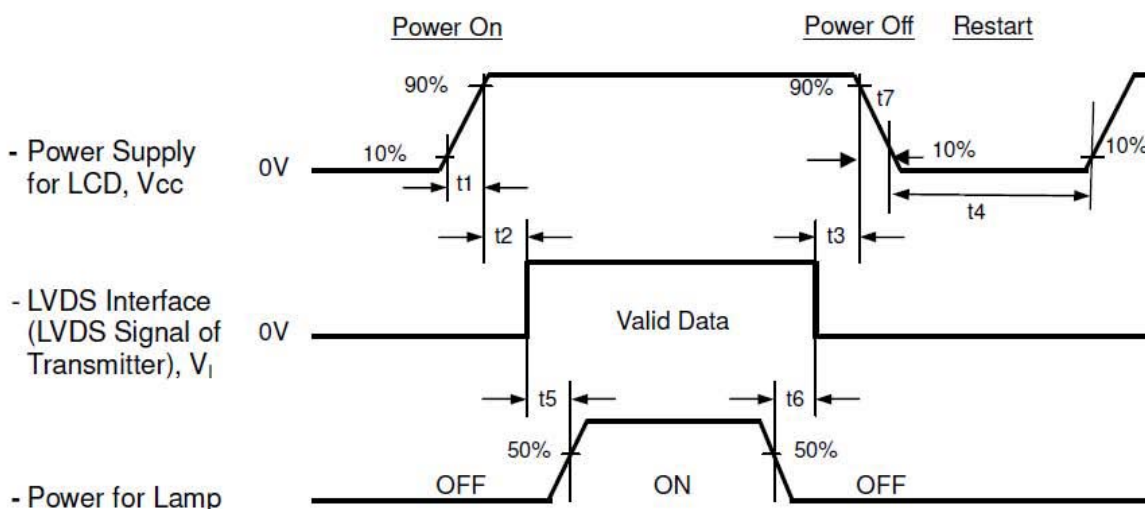 Power On
Power Off
Restart
90%
90%
t7
- Power Supply
for LCD, Vcc
0V
10%
10%
10%
t1
t4
t2
t3
- LVDS Interface
(LVDS Signal of
Transmitter), VI
0V
Valid Data
t5
t6
50%
50%
- Power for Lamp
OFF
ON
OFF